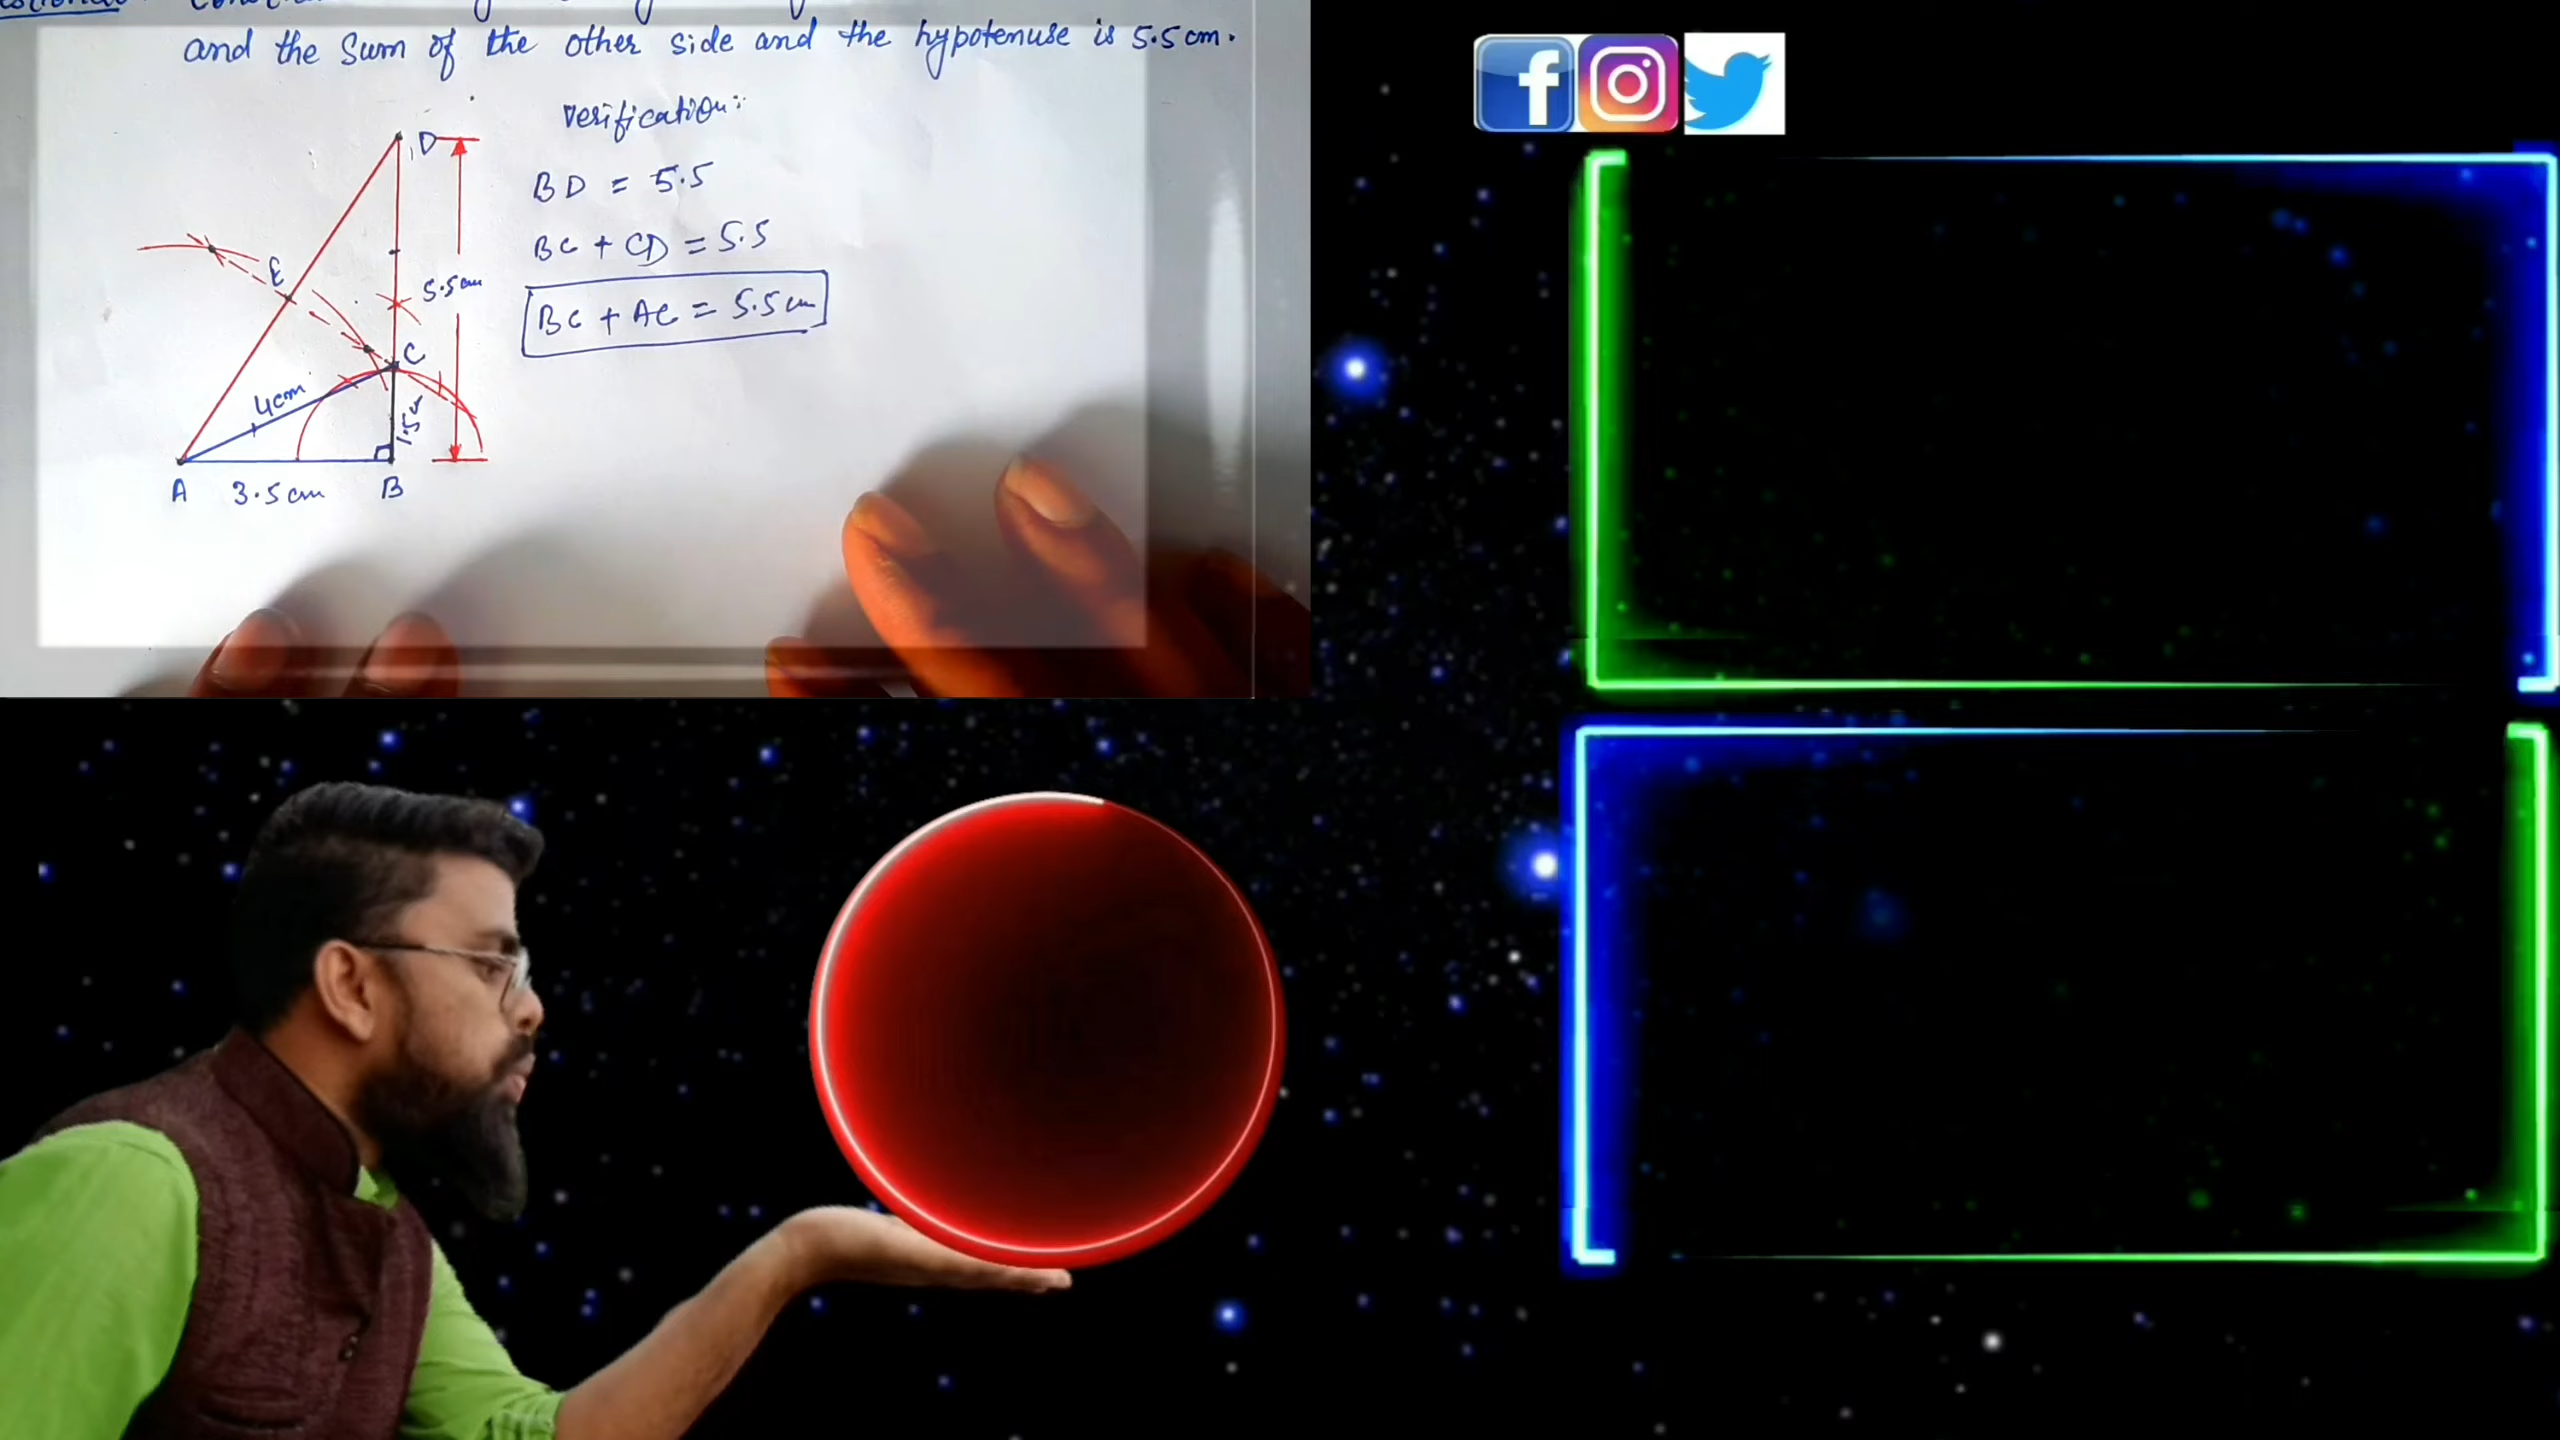 and the Sum of the other side and the hypotenuse is 5.5 cm.
Verification:
D
BD = 5.5
BC + CD = 5.5
E
5.5 cm
BC + AC = 5.5 cm
C
4cm
1.5
A 3.5 cm B
f